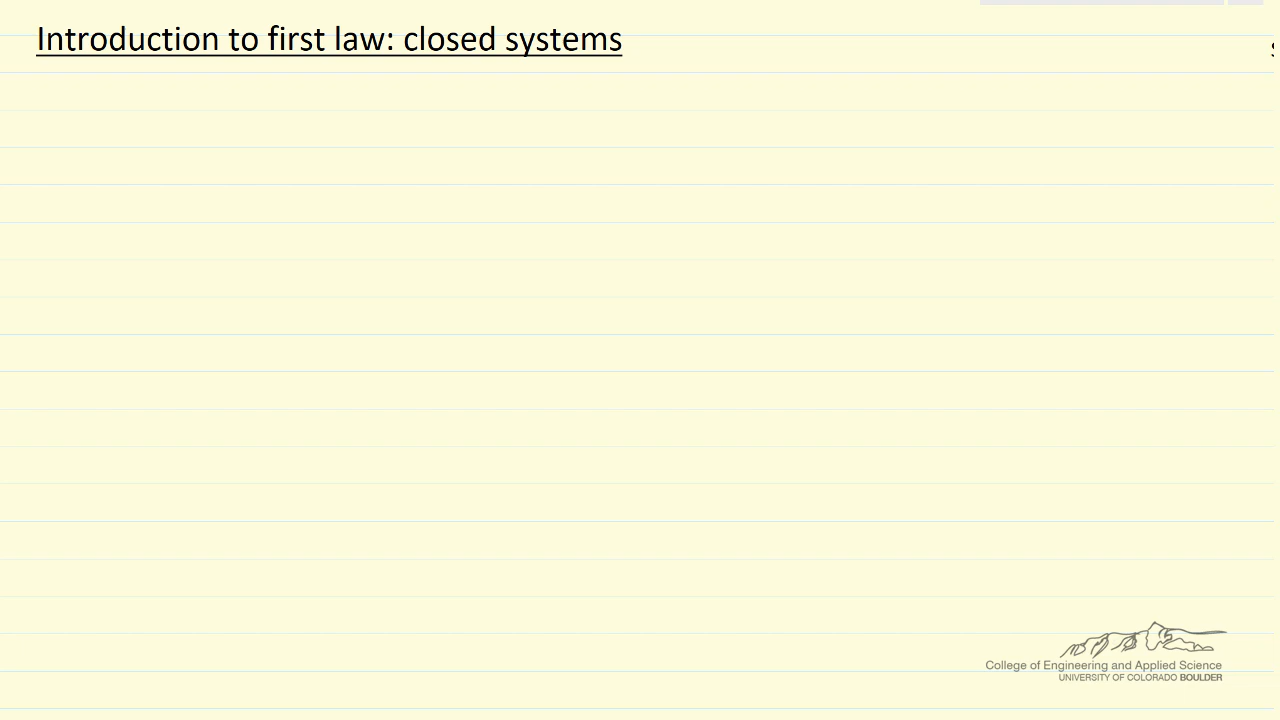 Introduction to first law: closed systems
College of Engineering and Applied Science
UNIVERSITY OF COLORADO BOULDER